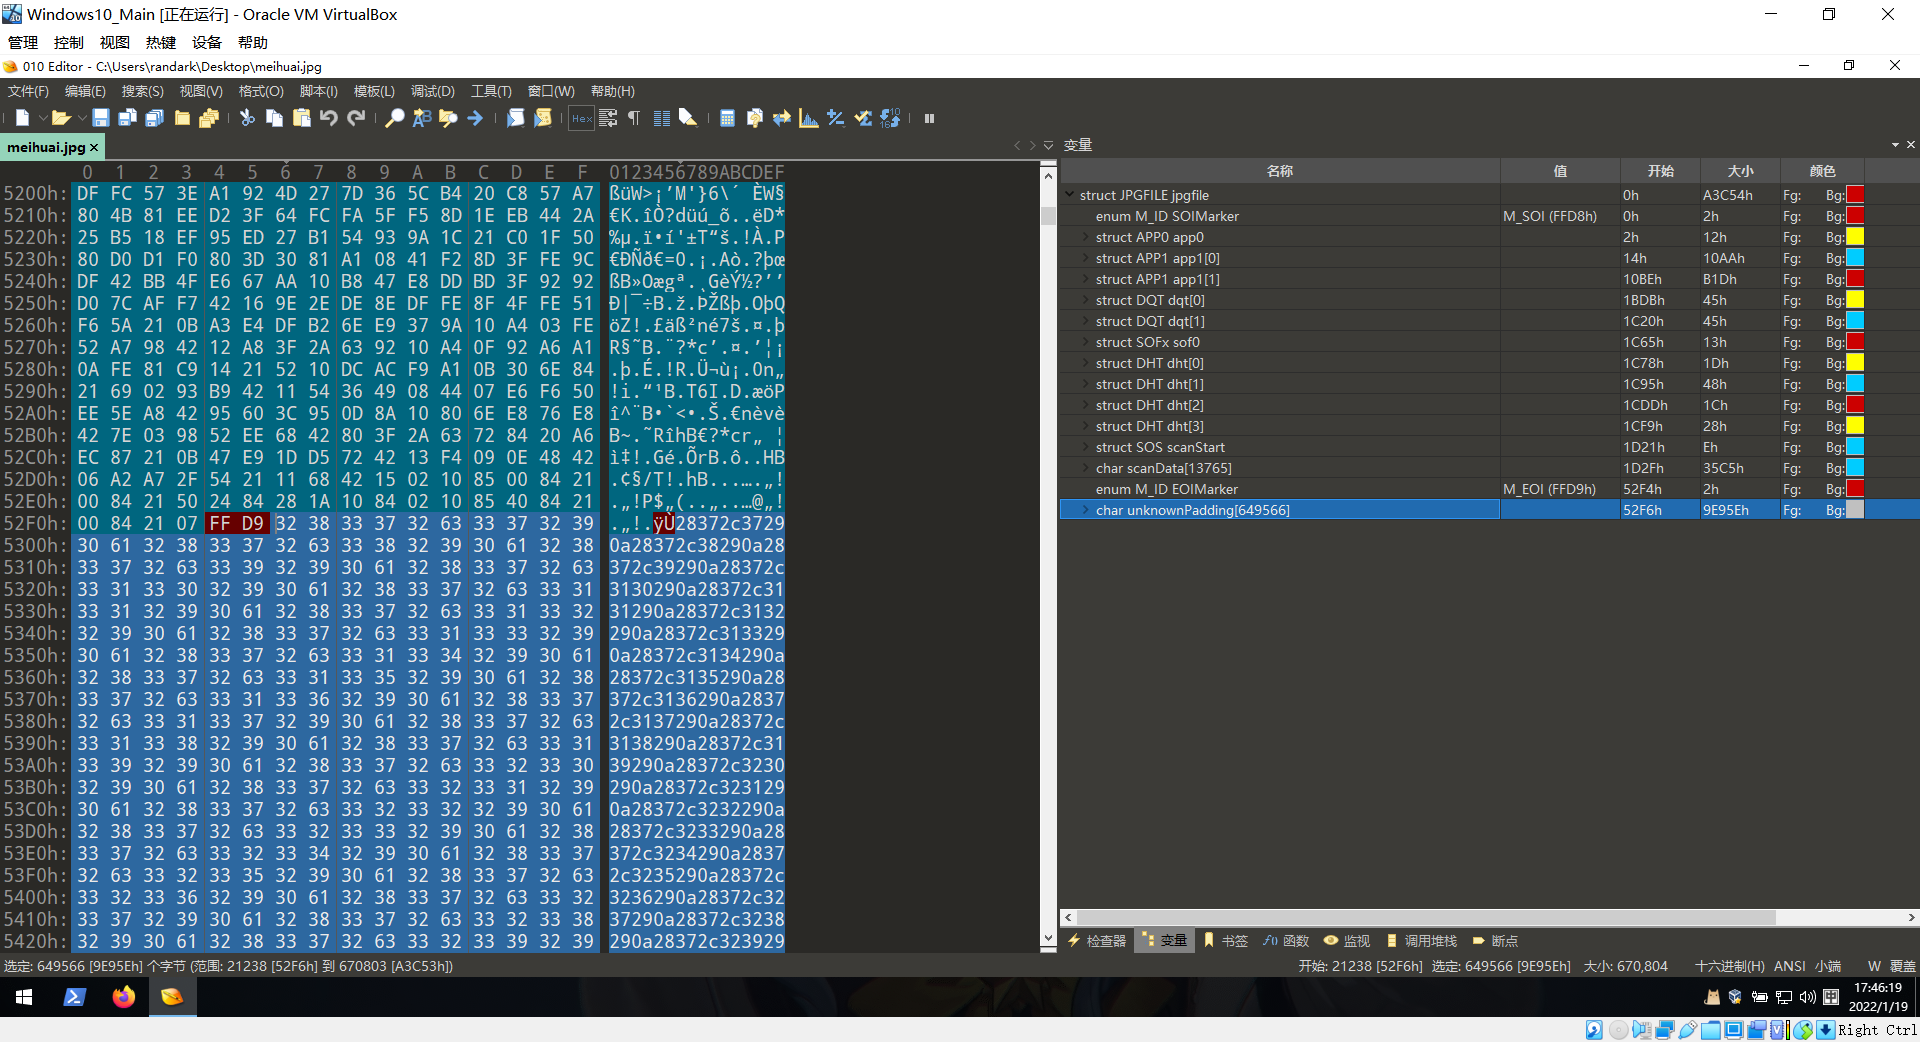 Windows10_Main [正在运行] - Oracle VM VirtualBox
管理 控制 视图 热键 设备 帮助
010 Editor - C:\Users\randark\Desktop\meihuai.jpg
文件(F) 编辑(E) 搜索(S) 视图(V) 格式(O) 脚本(I) 模板(L) 调试(D) 工具(T) 窗口(W) 帮助(H)
meihuai.jpg ×
0 1 2 3 4 5 6 7 8 9 A B C D E F 0123456789ABCDEF
5200h: DF FC 57 3E A1 92 4D 27 7D 36 5C B4 20 C8 57 A7 ßüW>¡'M'}6\´ ÈW§
5210h: 80 4B 81 EE D2 3F 64 FC FA 5F F5 8D 1E EB 44 2A €K.îÒ?düú_õ..ëD*
5220h: 25 B5 18 EF 95 ED 27 B1 54 93 9A 1C 21 C0 1F 50 %µ.ï•í'±T“š.!À.P
5230h: 80 D0 D1 F0 80 3D 30 81 A1 08 41 F2 8D 3F FE 9C €ÐÑð€=0.¡.Aò.?þœ
5240h: DF 42 BB 4F E6 67 AA 10 B8 47 E8 DD BD 3F 92 92 ßB»Oægª.¸GèÝ½?’’
5250h: D0 7C AF F7 42 16 9E 2E DE 8E DF FE 8F 4F FE 51 Ð|¯÷B.ž.ÞŽßþ.OþQ
5260h: F6 5A 21 0B A3 E4 DF B2 6E E9 37 9A 10 A4 03 FE öZ!.£äß²né7š.¤.þ
5270h: 52 A7 98 42 12 A8 3F 2A 63 92 10 A4 0F 92 A6 A1 R§˜B.¨?*c’.¤.’¦¡
5280h: 0A FE 81 C9 14 21 52 10 DC AC F9 A1 0B 30 6E 84 .þ.É.!R.Ü¬ù¡.0n„
5290h: 21 69 02 93 B9 42 11 54 36 49 08 44 07 E6 F6 50 !i.“¹B.T6I.D.æöP
52A0h: EE 5E A8 42 95 60 3C 95 0D 8A 10 80 6E E8 76 E8 î^¨B•`<•.Š.€nèvè
52B0h: 42 7E 03 98 52 EE 68 42 80 3F 2A 63 72 84 20 A6 B~.˜RîhB€?*cr„ ¦
52C0h: EC 87 21 0B 47 E9 1D D5 72 42 13 F4 09 0E 48 42 ì‡!.Gé.ÕrB.ô..HB
52D0h: 06 A2 A7 2F 54 21 11 68 42 15 02 10 85 00 84 21 .¢§/T!.hB...….„!
52E0h: 00 84 21 50 24 84 28 1A 10 84 02 10 85 40 84 21 .„!P$„(..„..…@„!
52F0h: 00 84 21 07 FF D9 32 38 33 37 32 63 33 37 32 39 .„!.ÿÙ28372c3729
5300h: 30 61 32 38 33 37 32 63 33 38 32 39 30 61 32 38 0a28372c38290a28
5310h: 33 37 32 63 33 39 32 39 30 61 32 38 33 37 32 63 372c39290a28372c
5320h: 33 31 33 30 32 39 30 61 32 38 33 37 32 63 33 31 3130290a28372c31
5330h: 33 31 32 39 30 61 32 38 33 37 32 63 33 31 33 32 31290a28372c3132
5340h: 32 39 30 61 32 38 33 37 32 63 33 31 33 33 32 39 290a28372c313329
5350h: 30 61 32 38 33 37 32 63 33 31 33 34 32 39 30 61 0a28372c3134290a
5360h: 32 38 33 37 32 63 33 31 33 35 32 39 30 61 32 38 28372c3135290a28
5370h: 33 37 32 63 33 31 33 36 32 39 30 61 32 38 33 37 372c3136290a2837
5380h: 32 63 33 31 33 37 32 39 30 61 32 38 33 37 32 63 2c3137290a28372c
5390h: 33 31 33 38 32 39 30 61 32 38 33 37 32 63 33 31 3138290a28372c31
53A0h: 33 39 32 39 30 61 32 38 33 37 32 63 33 32 33 30 39290a28372c3230
53B0h: 32 39 30 61 32 38 33 37 32 63 33 32 33 31 32 39 290a28372c323129
53C0h: 30 61 32 38 33 37 32 63 33 32 33 32 32 39 30 61 0a28372c3232290a
53D0h: 32 38 33 37 32 63 33 32 33 33 32 39 30 61 32 38 28372c3233290a28
53E0h: 33 37 32 63 33 32 33 34 32 39 30 61 32 38 33 37 372c3234290a2837
53F0h: 32 63 33 32 33 35 32 39 30 61 32 38 33 37 32 63 2c3235290a28372c
5400h: 33 32 33 36 32 39 30 61 32 38 33 37 32 63 33 32 3236290a28372c32
5410h: 33 37 32 39 30 61 32 38 33 37 32 63 33 32 33 38 37290a28372c3238
5420h: 32 39 30 61 32 38 33 37 32 63 33 32 33 39 32 39 290a28372c323929
变量
名称 值 开始 大小 颜色
struct JPGFILE jpgfile 0h A3C54h Fg: Bg:
enum M_ID SOIMarker M_SOI (FFD8h) 0h 2h Fg: Bg:
struct APP0 app0 2h 12h Fg: Bg:
struct APP1 app1[0] 14h 10AAh Fg: Bg:
struct APP1 app1[1] 10BEh B1Dh Fg: Bg:
struct DQT dqt[0] 1BDBh 45h Fg: Bg:
struct DQT dqt[1] 1C20h 45h Fg: Bg:
struct SOFx sof0 1C65h 13h Fg: Bg:
struct DHT dht[0] 1C78h 1Dh Fg: Bg:
struct DHT dht[1] 1C95h 48h Fg: Bg:
struct DHT dht[2] 1CDDh 1Ch Fg: Bg:
struct DHT dht[3] 1CF9h 28h Fg: Bg:
struct SOS scanStart 1D21h Eh Fg: Bg:
char scanData[13765] 1D2Fh 35C5h Fg: Bg:
enum M_ID EOIMarker M_EOI (FFD9h) 52F4h 2h Fg: Bg:
char unknownPadding[649566] 52F6h 9E95Eh Fg: Bg:
检查器 变量 书签 函数 监视 调用堆栈 断点
选定: 649566 [9E95Eh] 个字节 (范围: 21238 [52F6h] 到 670803 [A3C53h])
开始: 21238 [52F6h] 选定: 649566 [9E95Eh] 大小: 670,804 十六进制(H) ANSI 小端 W 覆盖
17:46:19
2022/1/19
Right Ctrl